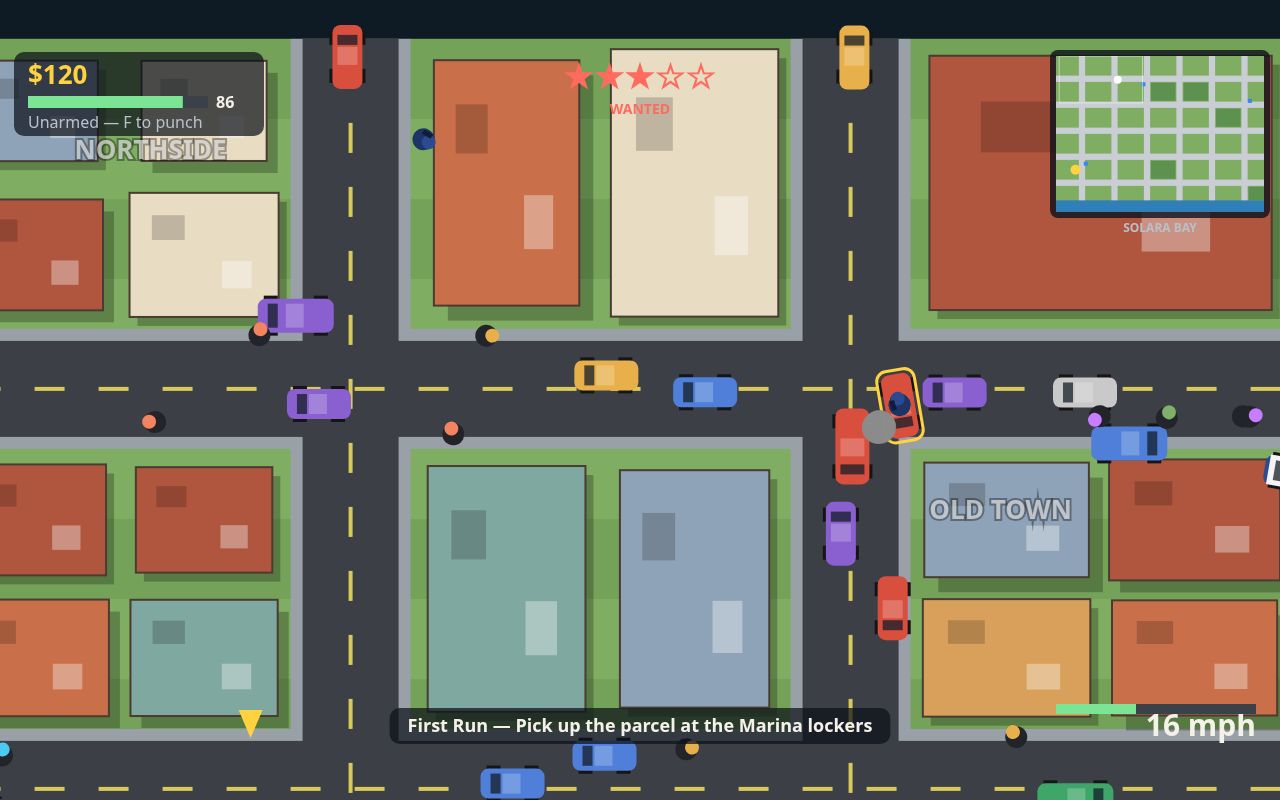 $120
86
Unarmed — F to punch
NORTHSIDE
WANTED
SOLARA BAY
OLD TOWN
First Run — Pick up the parcel at the Marina lockers
16 mph